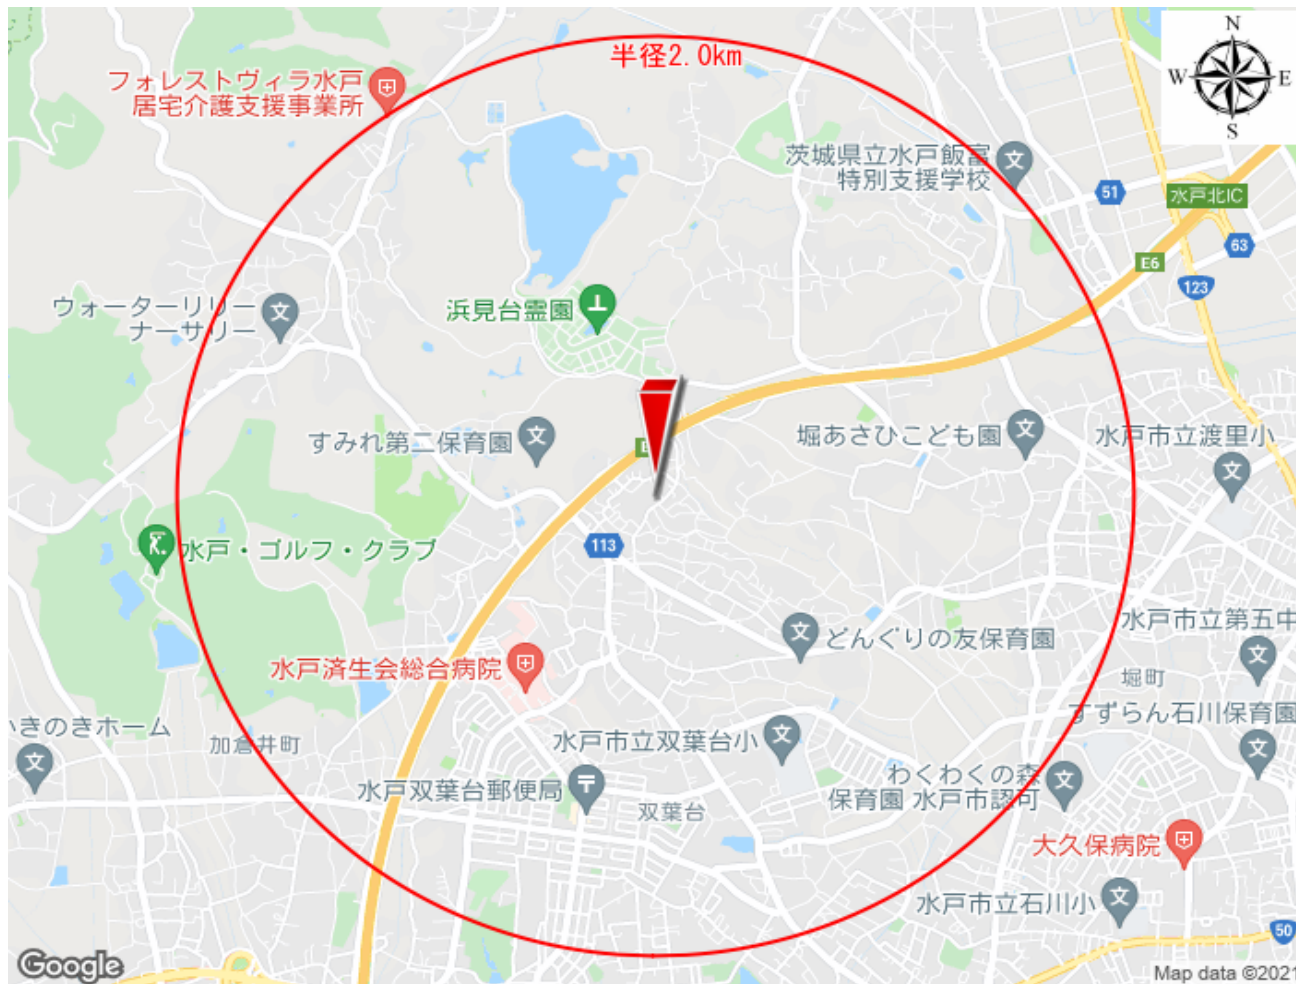 半径2.0km
N
W
E
S
フォレストヴィラ水戸
居宅介護支援事業所
茨城県立水戸飯富
特別支援学校
51
水戸北IC
63
E6
123
ウォーターリリー
ナーサリー
浜見台霊園
すみれ第二保育園
堀あさひこども園
水戸市立渡里小
水戸・ゴルフ・クラブ
113
どんぐりの友保育園
水戸市立第五中
水戸済生会総合病院
堀町
すずらん石川保育園
いきのきホーム
加倉井町
水戸市立双葉台小
水戸双葉台郵便局
わくわくの森
保育園 水戸市認可
双葉台
大久保病院
水戸市立石川小
50
Google
Map data ©2021